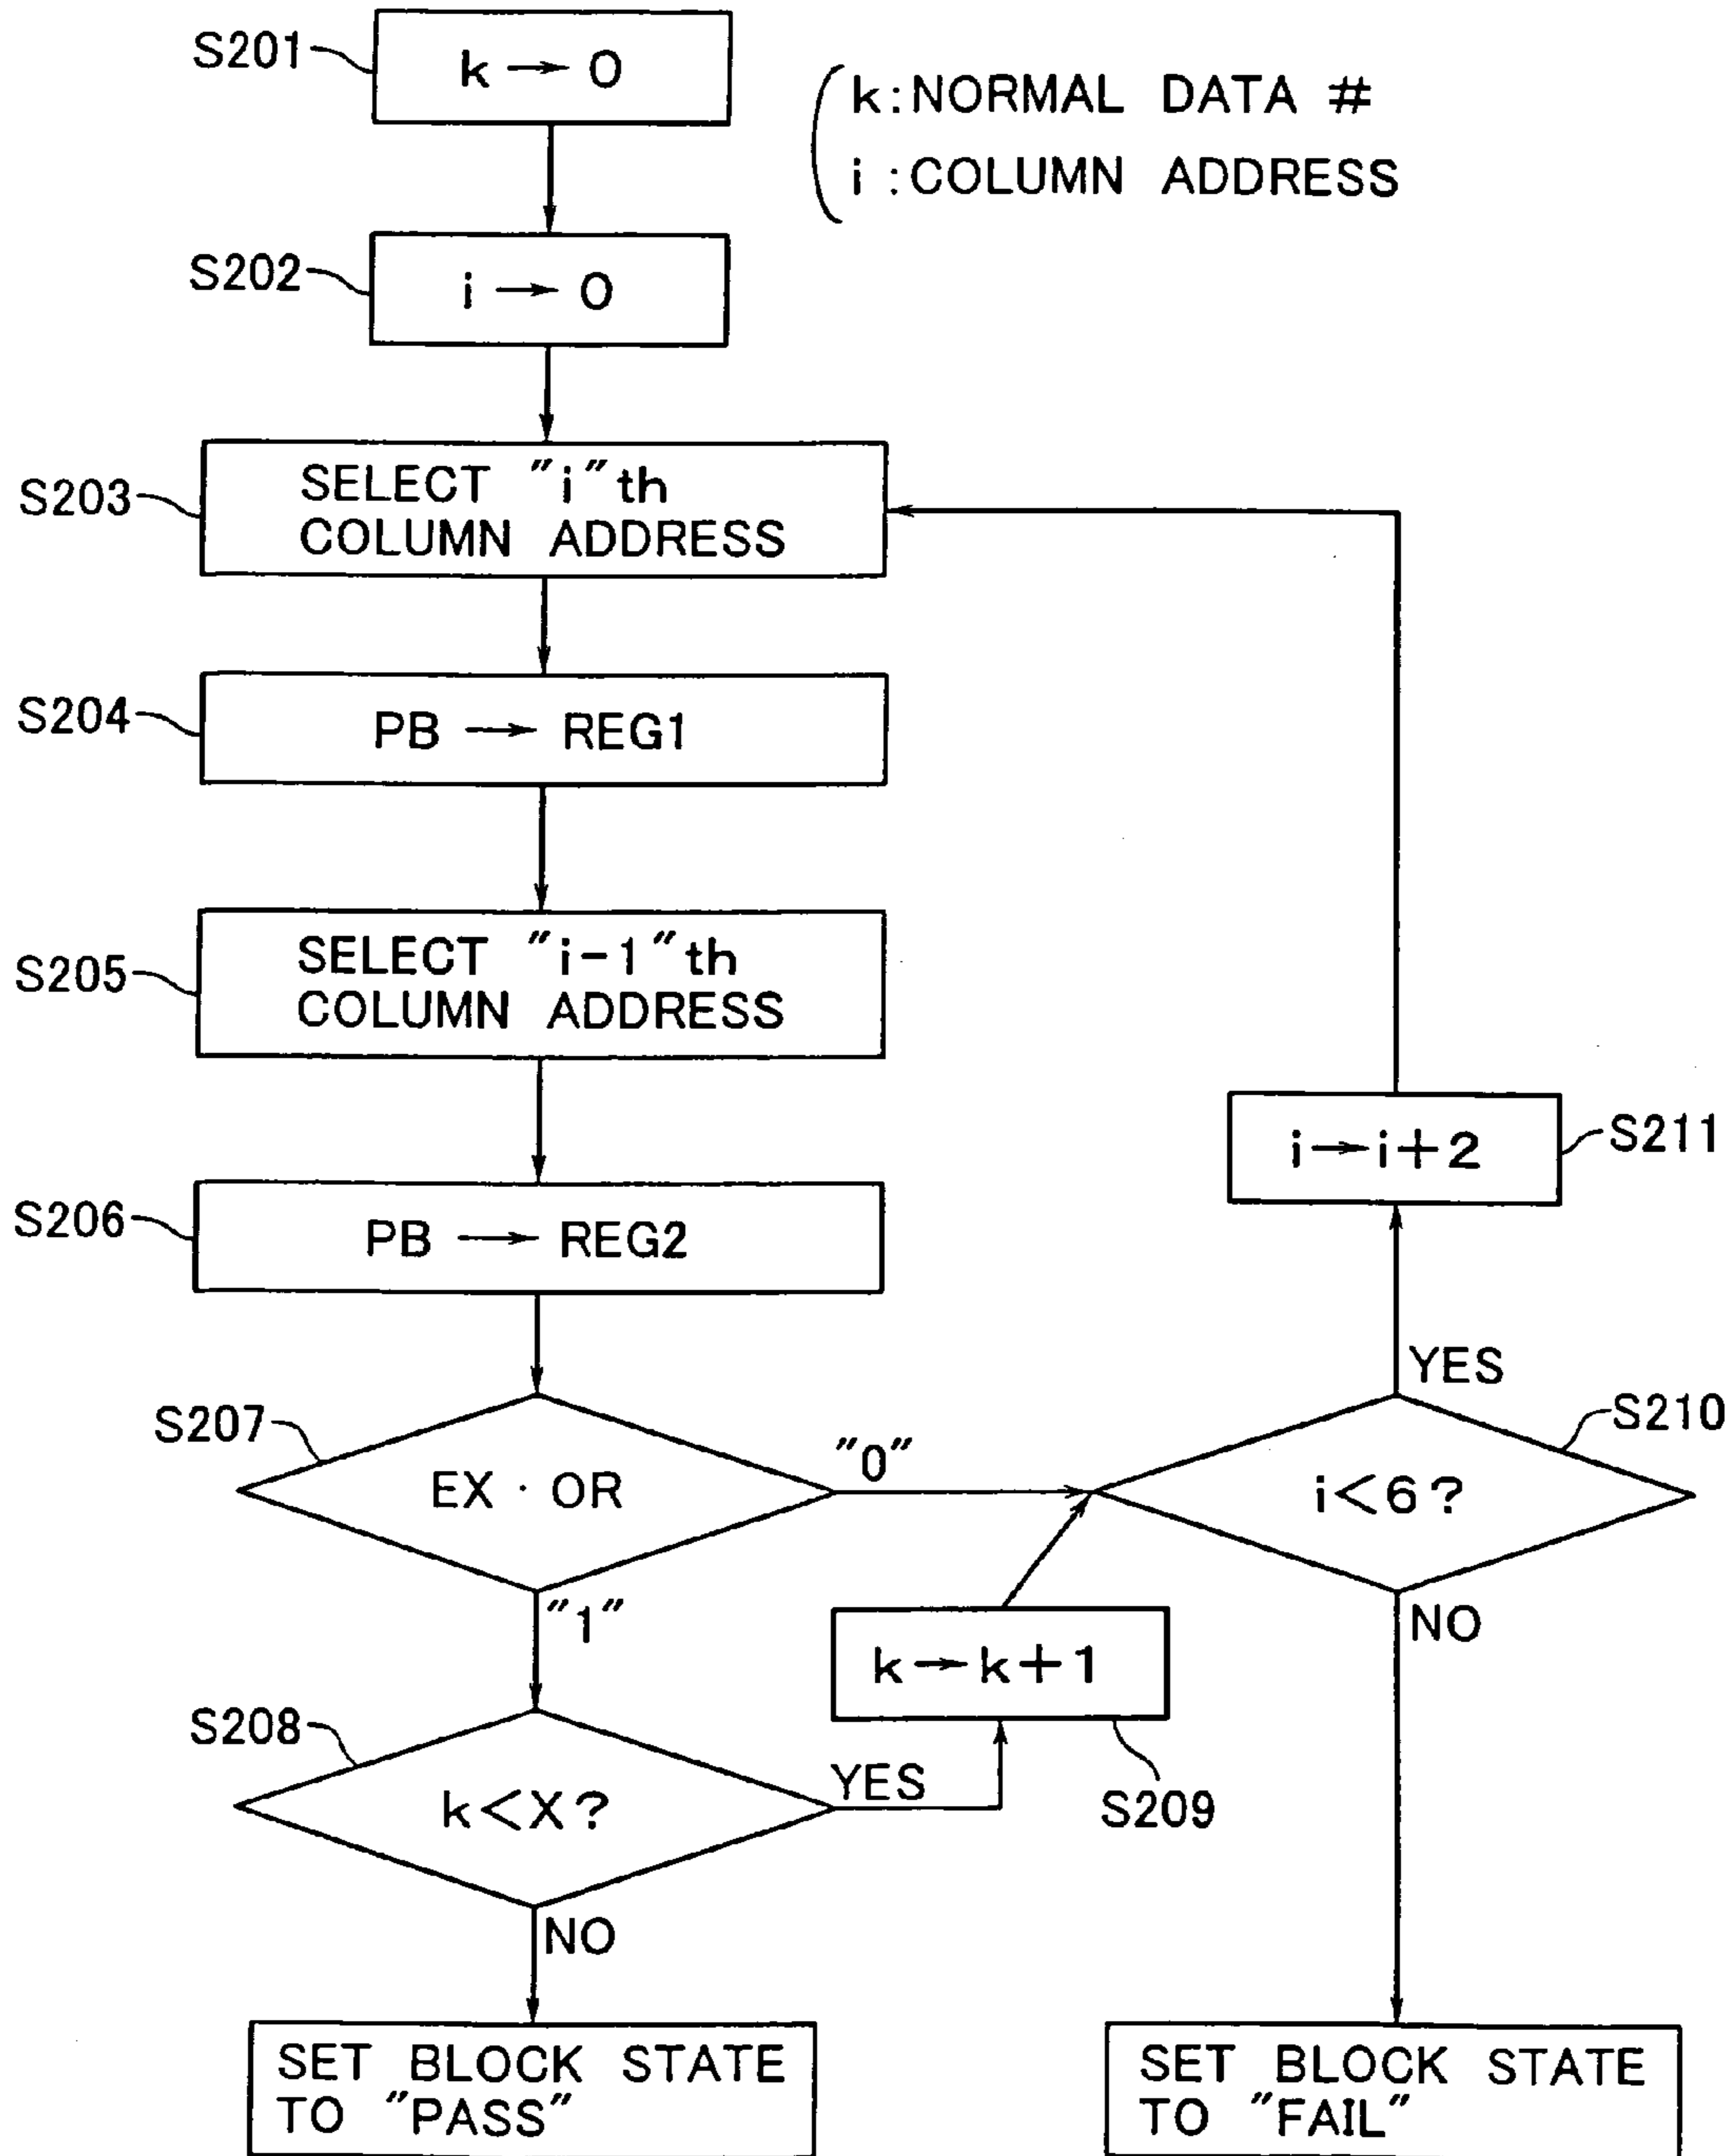 S201
k → 0
k:NORMAL DATA #
i :COLUMN ADDRESS
S202
i → 0
S203
SELECT "i"th
COLUMN ADDRESS
S204
PB → REG1
S205
SELECT "i-1"th
COLUMN ADDRESS
S206
PB → REG2
S211
i→i+2
YES
S207
EX · OR
"0"
"1"
S210
i<6?
NO
k→k+1
S209
S208
k<X?
YES
NO
SET BLOCK STATE
TO "PASS"
SET BLOCK STATE
TO "FAIL"